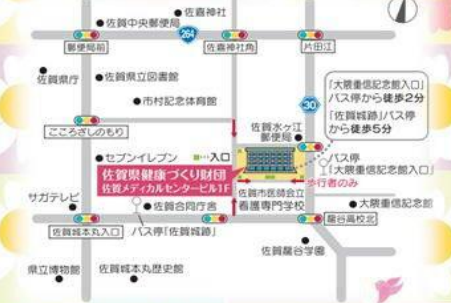 佐嘉神社
佐賀中央郵便局
264
郵便局前
佐嘉神社角
片田江
佐賀県庁
佐賀県立図書館
市村記念体育館
「大隈重信記念館入口」
バス停から徒歩2分
「佐賀城跡」バス停
から徒歩5分
30
こころざしのもり
佐賀水ヶ江
郵便局
セブンイレブン
入口
バス停
「大隈重信記念館入口」
佐賀県健康づくり財団
佐賀メディカルセンタービル1F
歩行者のみ
サガテレビ
佐賀合同庁舎
佐賀市医師会立
看護専門学校
大隈重信記念館
佐賀城本丸入口
バス停「佐賀城跡」
龍谷高校北
佐賀龍谷学園
県立博物館
佐賀城本丸歴史館